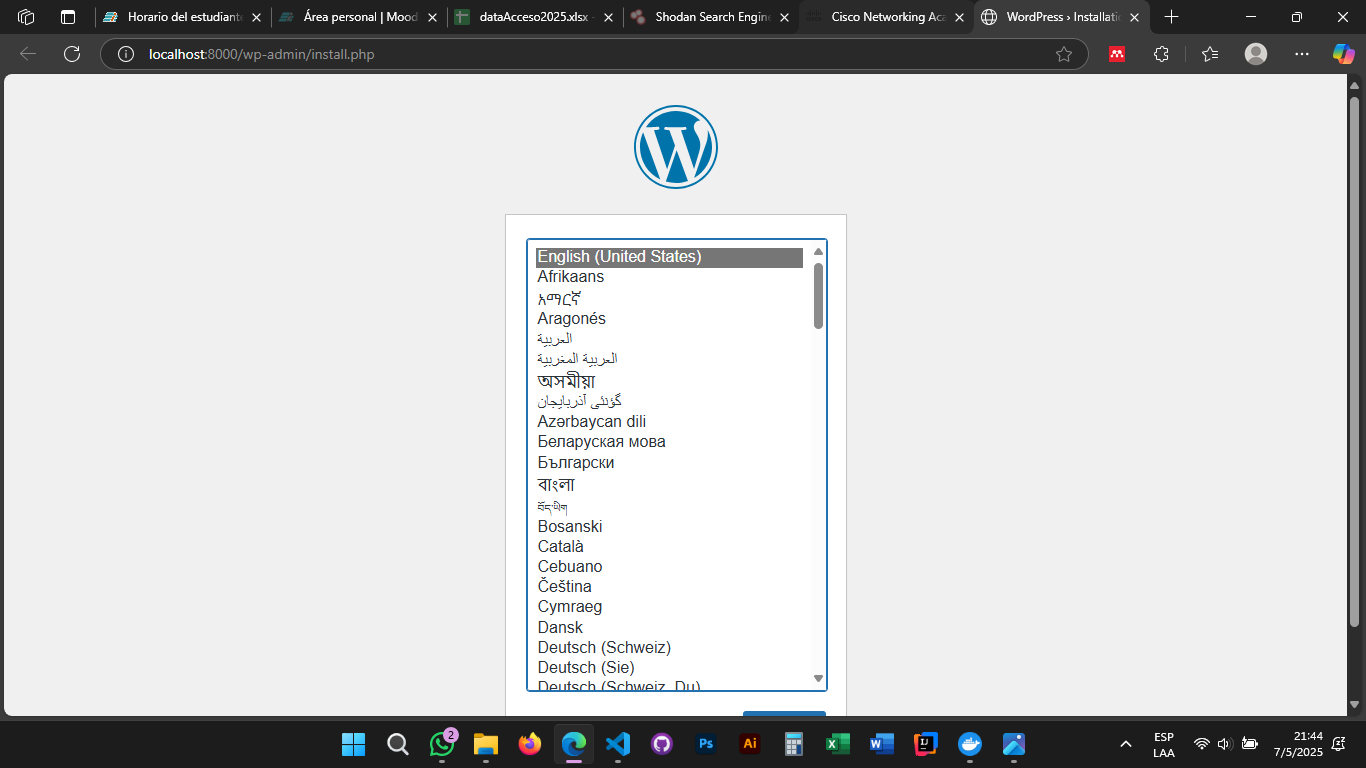 Horario del estudiant
Área personal | Mood
dataAcceso2025.xlsx -
Shodan Search Engin
Cisco Networking Aca
WordPress › Installati
localhost:8000/wp-admin/install.php
W
English (United States)
Afrikaans
አማርኛ
Aragonés
العربية
العربية المغربية
অসমীয়া
گؤنئی آذربایجان
Azərbaycan dili
Беларуская мова
Български
বাংলা
བོད་ཡིག
Bosanski
Català
Cebuano
Čeština
Cymraeg
Dansk
Deutsch (Schweiz)
Deutsch (Sie)
Deutsch (Schweiz, Du)
2
Ps
Ai
ESP
LAA
21:44
7/5/2025